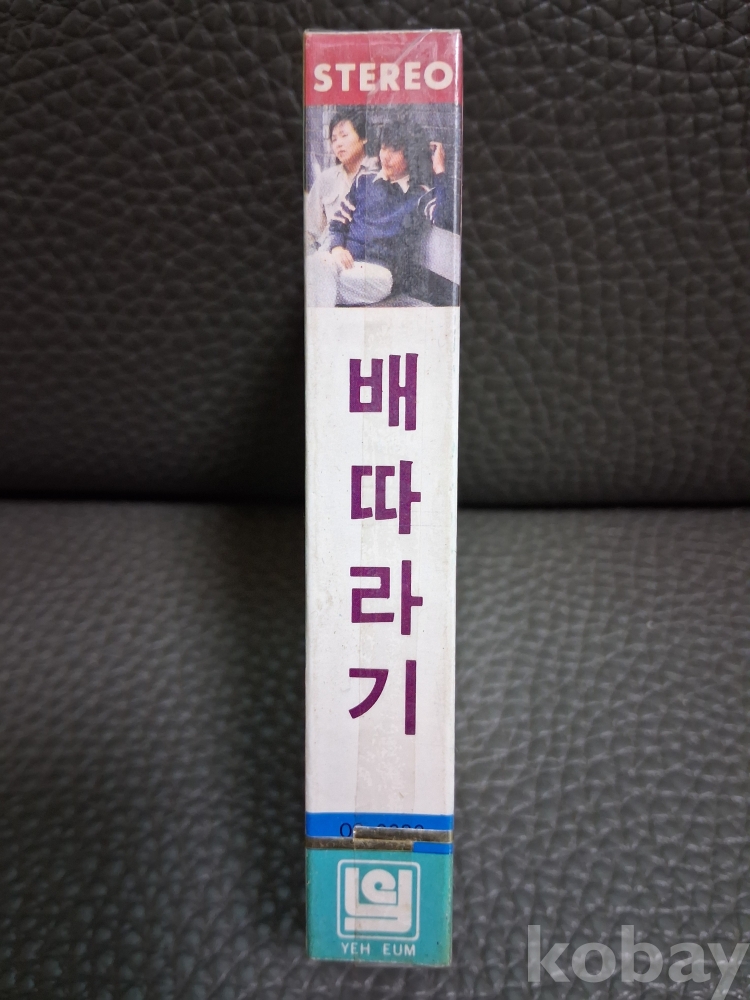 STEREO
배따라기
YEH EUM
kobay